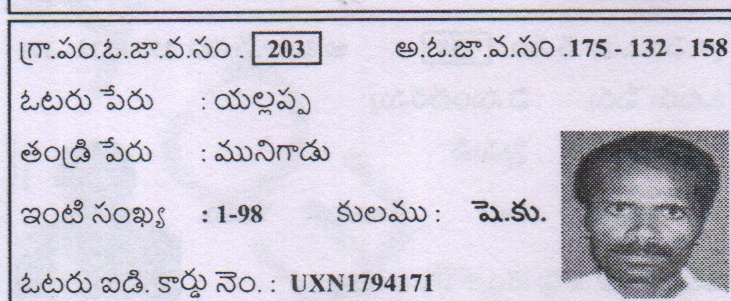 గ్రా.పం.ఓ.జా.వ.సం . 203 అ.ఓ.జా.వ.సం .175 - 132 - 158
ఓటరు పేరు : యల్లప్ప
తండ్రి పేరు : మునిగాడు
ఇంటి సంఖ్య : 1-98 కులము : షె.కు.
ఓటరు ఐడి. కార్డు నెం. : UXN1794171